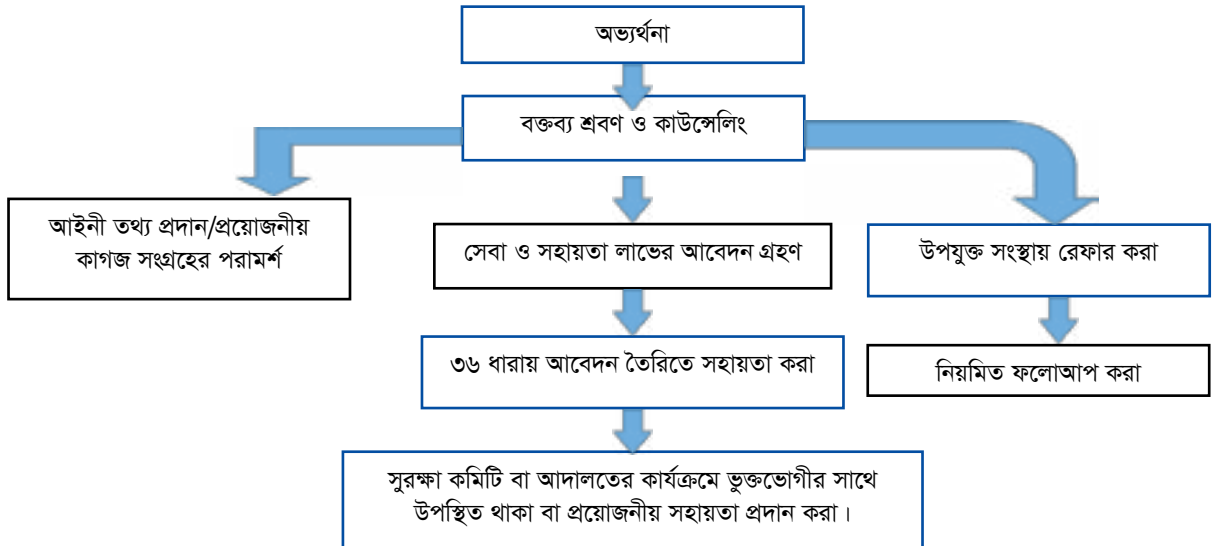 অভ্যর্থনা
বক্তব্য শ্রবণ ও কাউন্সেলিং
আইনী তথ্য প্রদান/প্রয়োজনীয়
কাগজ সংগ্রহের পরামর্শ
সেবা ও সহায়তা লাভের আবেদন গ্রহণ
উপযুক্ত সংস্থায় রেফার করা
৩৬ ধারায় আবেদন তৈরিতে সহায়তা করা
নিয়মিত ফলোআপ করা
সুরক্ষা কমিটি বা আদালতের কার্যক্রমে ভুক্তভোগীর সাথে
উপস্থিত থাকা বা প্রয়োজনীয় সহায়তা প্রদান করা।